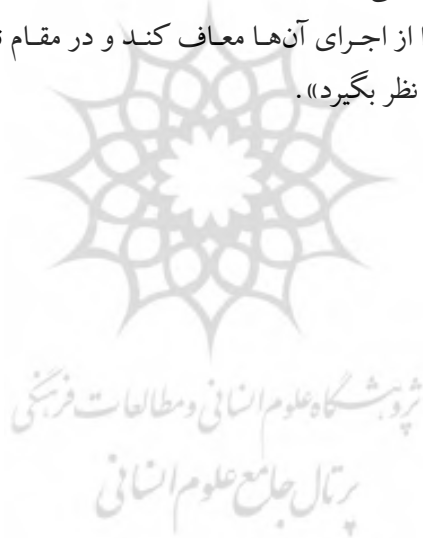 ا از اجرای آن‌ها معاف کند و در مقام
نظر بگیرد».
پژوهشگاه علوم انسانی و مطالعات فرهنگی
پرتال جامع علوم انسانی